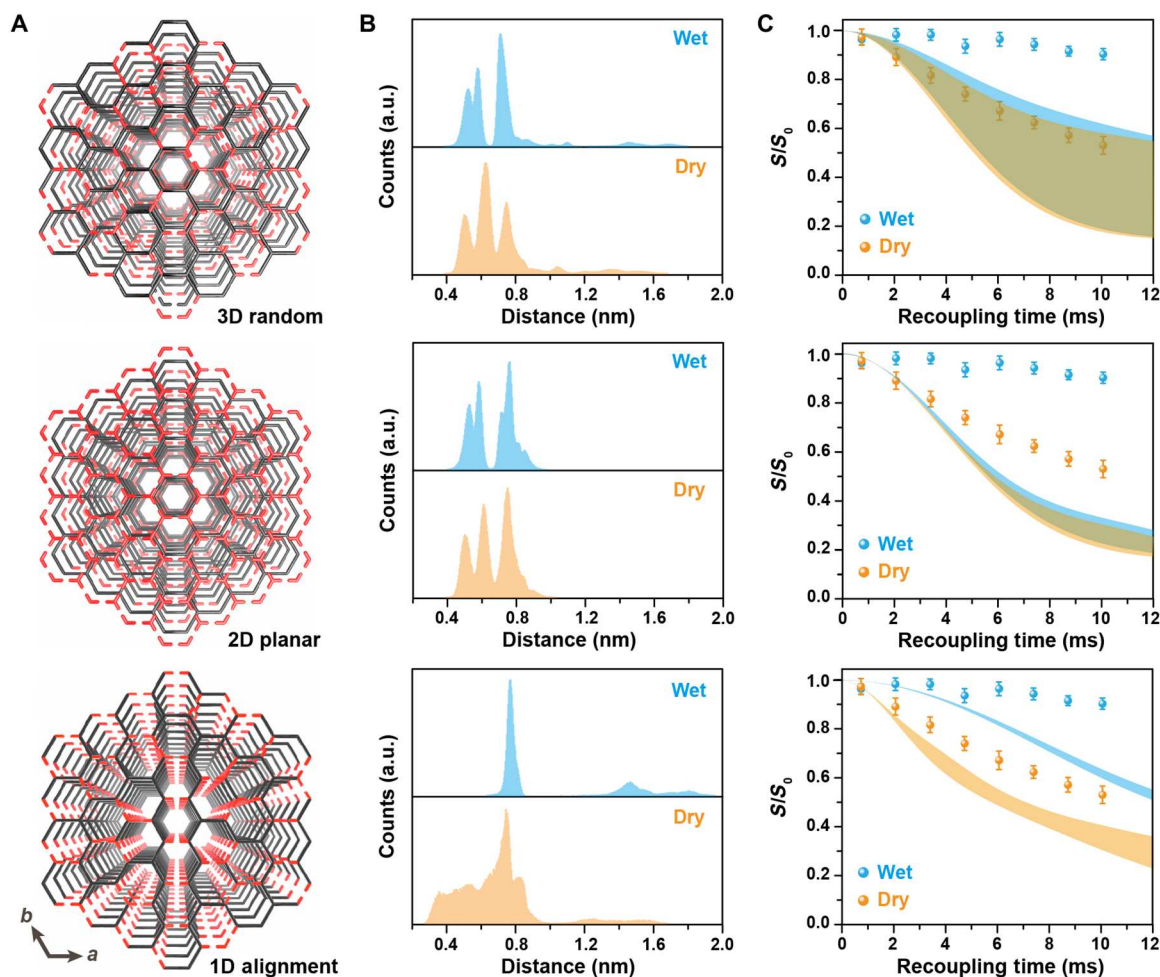 A
3D random
2D planar
b
a
1D alignment
B
Counts (a.u.)
Wet
Dry
0.4 0.8 1.2 1.6 2.0
Distance (nm)
Counts (a.u.)
Wet
Dry
0.4 0.8 1.2 1.6 2.0
Distance (nm)
Counts (a.u.)
Wet
Dry
0.4 0.8 1.2 1.6 2.0
Distance (nm)
C
S/S0
1.0
0.8
0.6
0.4
0.2
0.0
Wet
Dry
0 2 4 6 8 10 12
Recoupling time (ms)
S/S0
1.0
0.8
0.6
0.4
0.2
0.0
Wet
Dry
0 2 4 6 8 10 12
Recoupling time (ms)
S/S0
1.0
0.8
0.6
0.4
0.2
0.0
Wet
Dry
0 2 4 6 8 10 12
Recoupling time (ms)